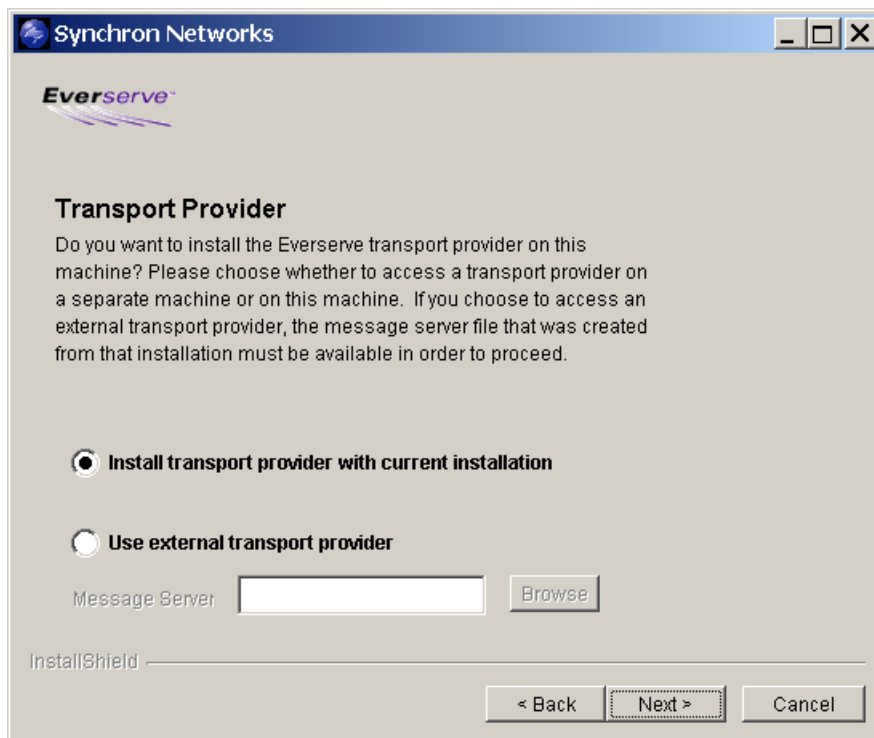 Synchron Networks
Everserve™
Transport Provider
Do you want to install the Everserve transport provider on this
machine? Please choose whether to access a transport provider on
a separate machine or on this machine.  If you choose to access an
external transport provider, the message server file that was created
from that installation must be available in order to proceed.
Install transport provider with current installation
Use external transport provider
Message Server
Browse
InstallShield
< Back
Next >
Cancel